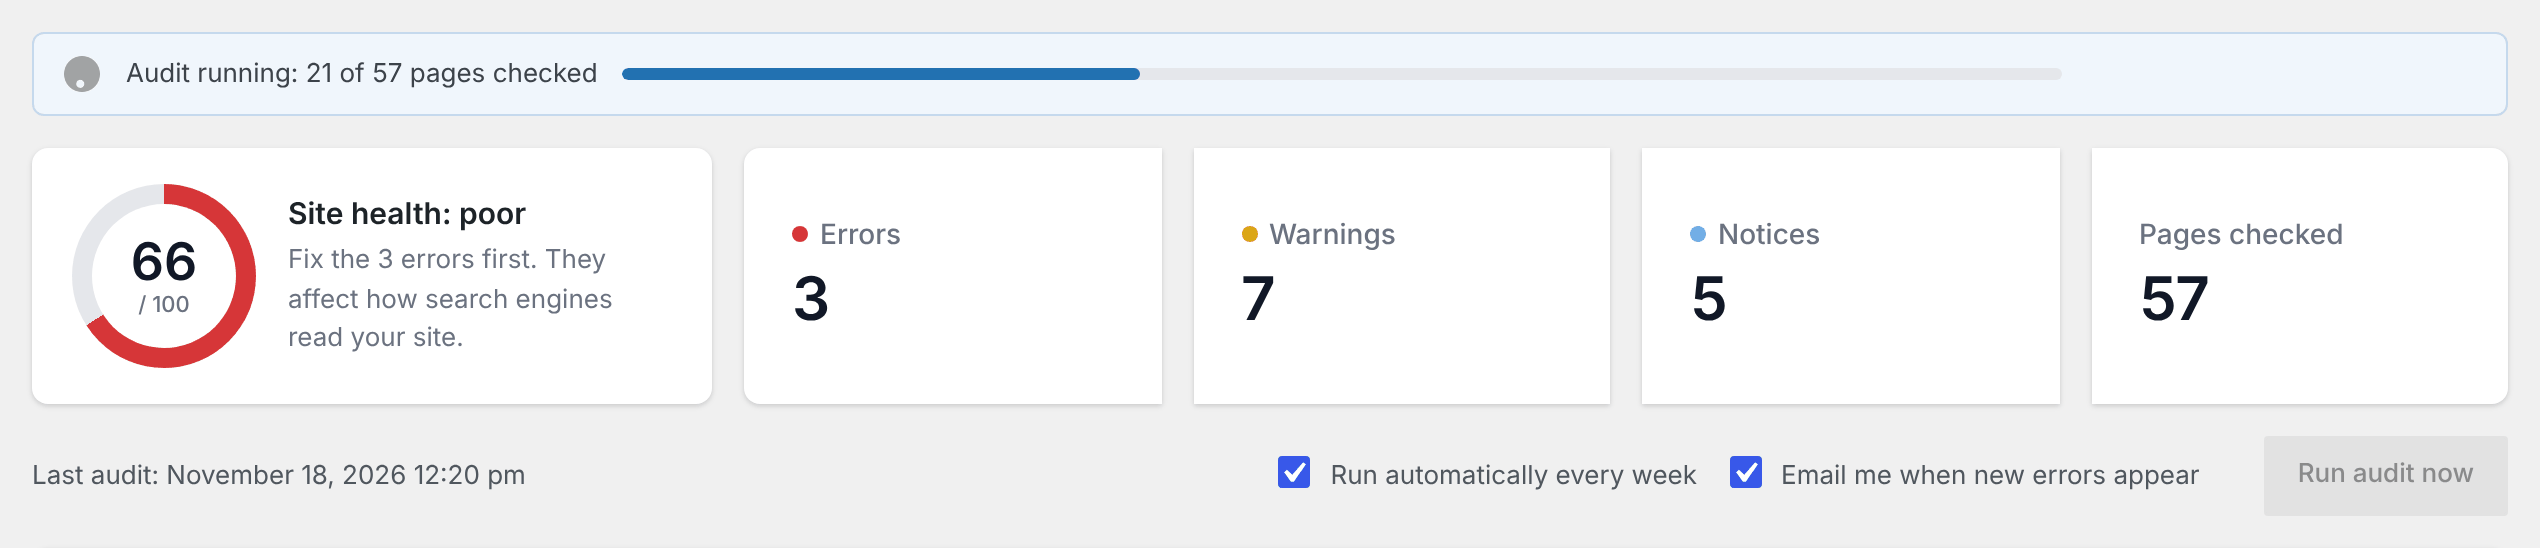 Audit running: 21 of 57 pages checked
66
/ 100
Site health: poor
Fix the 3 errors first. They
affect how search engines
read your site.
Errors
3
Warnings
7
Notices
5
Pages checked
57
Last audit: November 18, 2026 12:20 pm
Run automatically every week
Email me when new errors appear
Run audit now